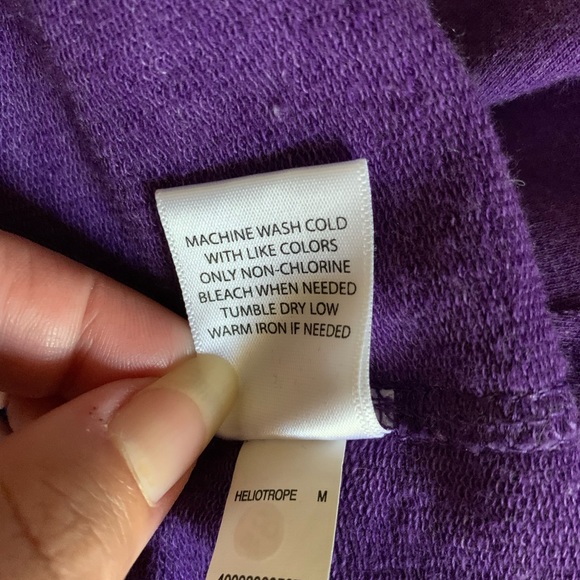 MACHINE WASH COLD
WITH LIKE COLORS
ONLY NON-CHLORINE
BLEACH WHEN NEEDED
TUMBLE DRY LOW
WARM IRON IF NEEDED
HELIOTROPE M